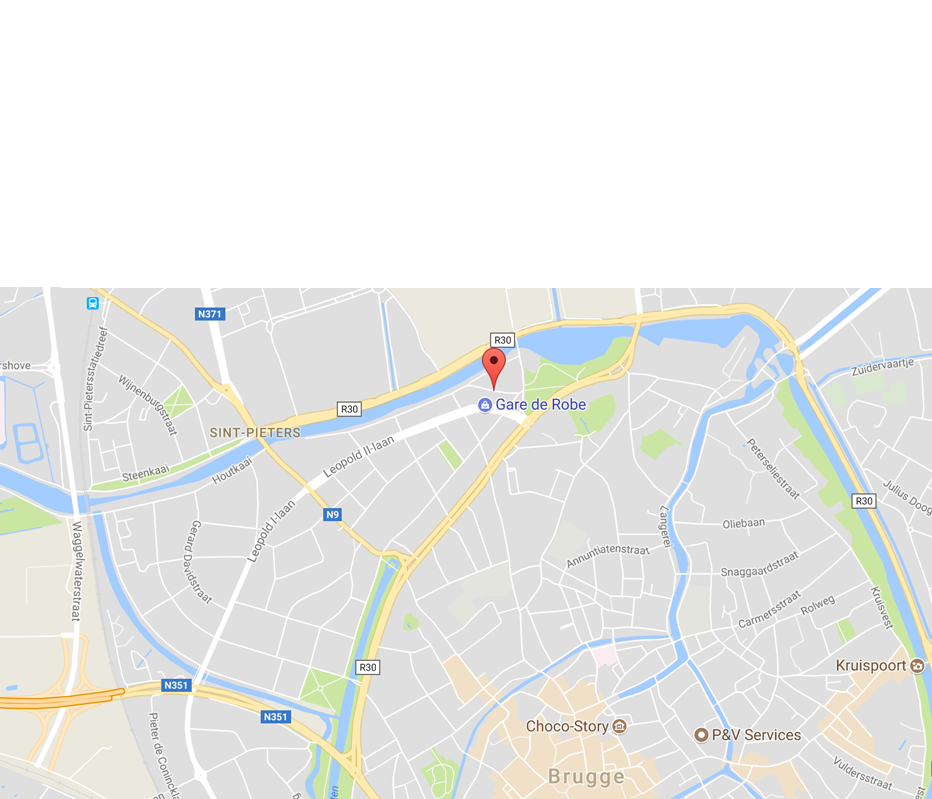 N371
R30
rshove
Sint-Pietersstatiedreef
Wijnenburgstraat
Zuidervaartje
Gare de Robe
R30
SINT-PIETERS
Leopold II-laan
Steenkaai
Houtkaai
Peterseliestraat
Julius Doog
R30
N9
Leopold I-laan
Langerei
Oliebaan
Waggelwaterstraat
Gerard Davidstraat
Annuntiatenstraat
Snaggaardstraat
Carmersstraat
Rolweg
Kruisvest
R30
Kruispoort
N351
N351
Choco-Story
P&V Services
Pieter de Coninckla
Brugge
Vuldersstraat